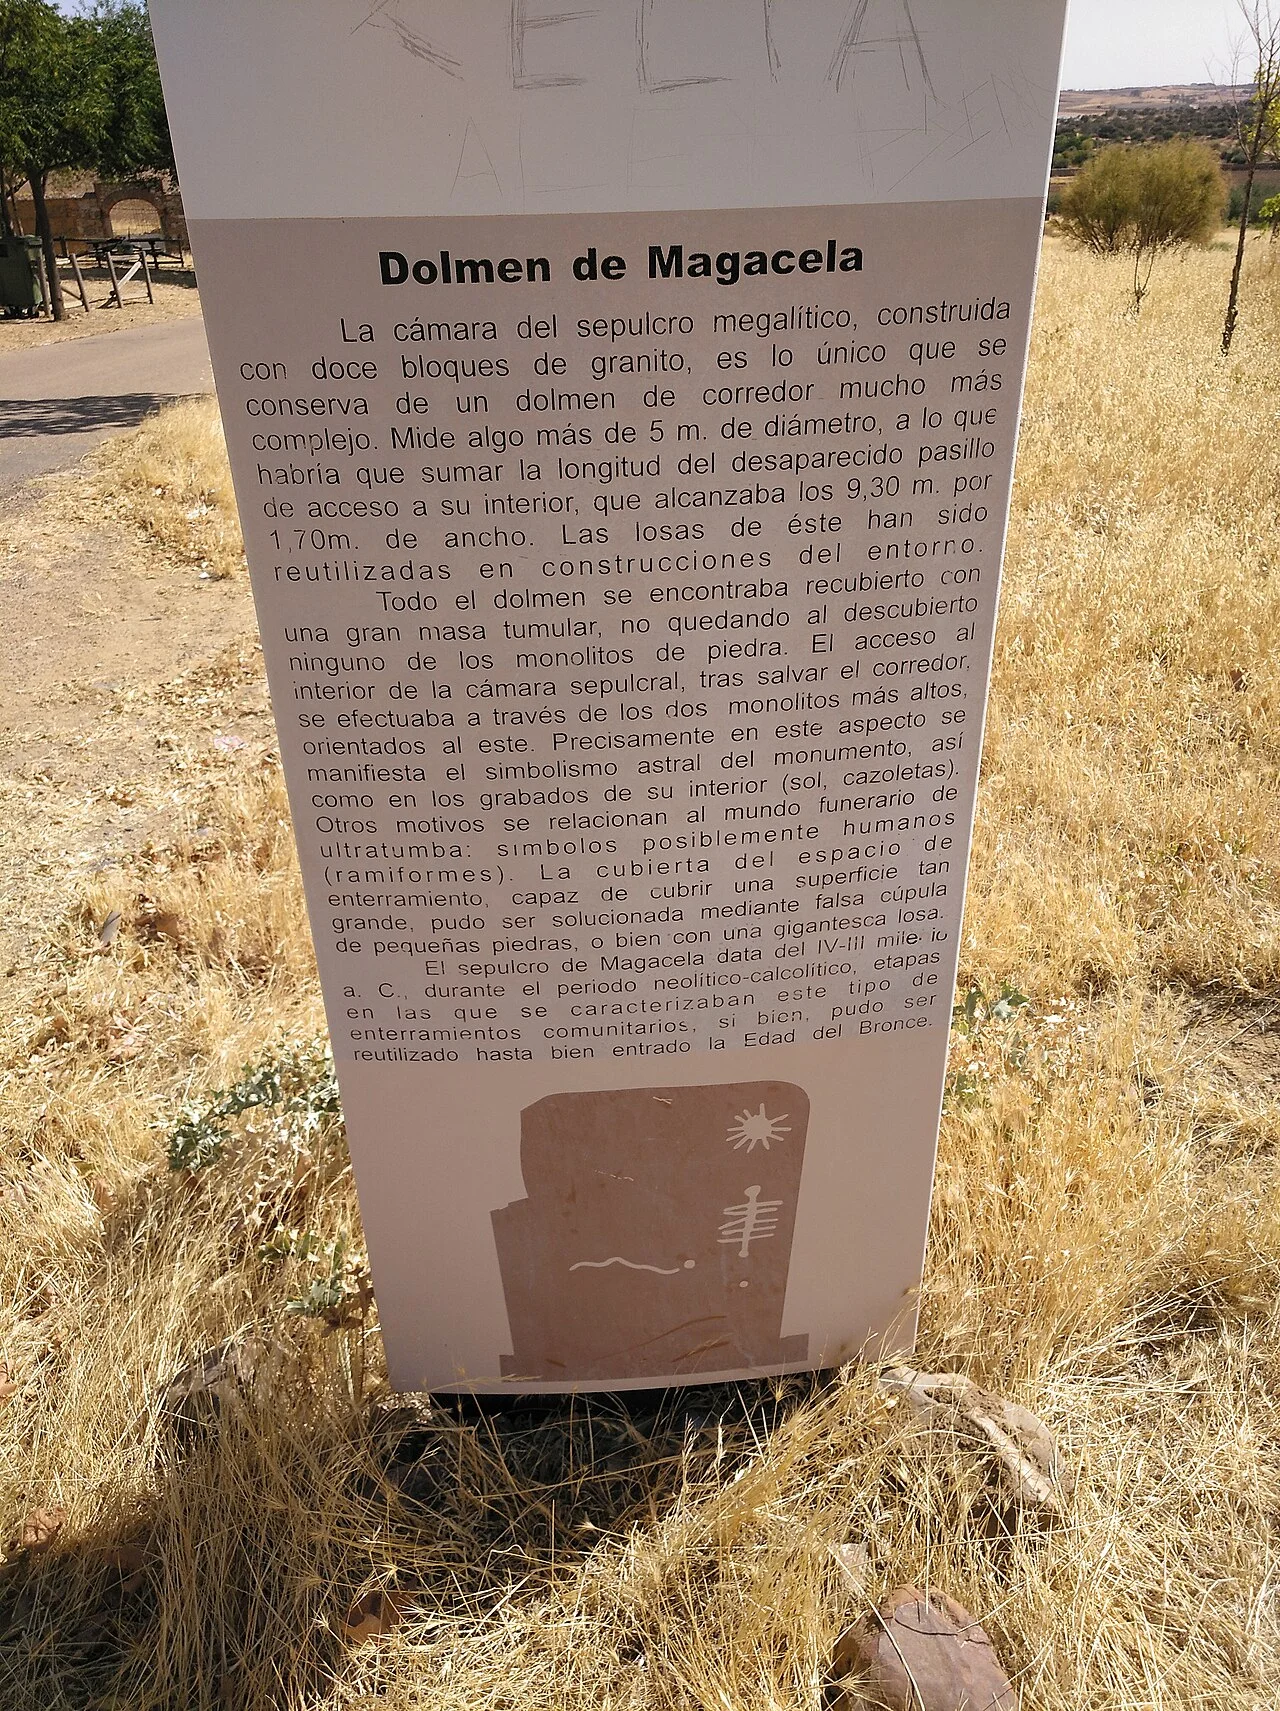 Dolmen de Magacela
La cámara del sepulcro megalítico, construida
con doce bloques de granito, es lo único que se
conserva de un dolmen de corredor mucho más
complejo. Mide algo más de 5 m. de diámetro, a lo que
habría que sumar la longitud del desaparecido pasillo
de acceso a su interior, que alcanzaba los 9,30 m. por
1,70m. de ancho. Las losas de éste han sido
reutilizadas en construcciones del entorno.
Todo el dolmen se encontraba recubierto con
una gran masa tumular, no quedando al descubierto
ninguno de los monolitos de piedra. El acceso al
interior de la cámara sepulcral, tras salvar el corredor,
se efectuaba a través de los dos monolitos más altos,
orientados al este. Precisamente en este aspecto se
manifiesta el simbolismo astral del monumento, así
como en los grabados de su interior (sol, cazoletas).
Otros motivos se relacionan al mundo funerario de
ultratumba: símbolos posiblemente humanos
(ramiformes). La cubierta del espacio de
enterramiento, capaz de cubrir una superficie tan
grande, pudo ser solucionada mediante falsa cúpula
de pequeñas piedras, o bien con una gigantesca losa.
El sepulcro de Magacela data del IV-III milenio
a. C., durante el periodo neolítico-calcolítico, etapas
en las que se caracterizaban este tipo de
enterramientos comunitarios, si bien, pudo ser
reutilizado hasta bien entrado la Edad del Bronce.